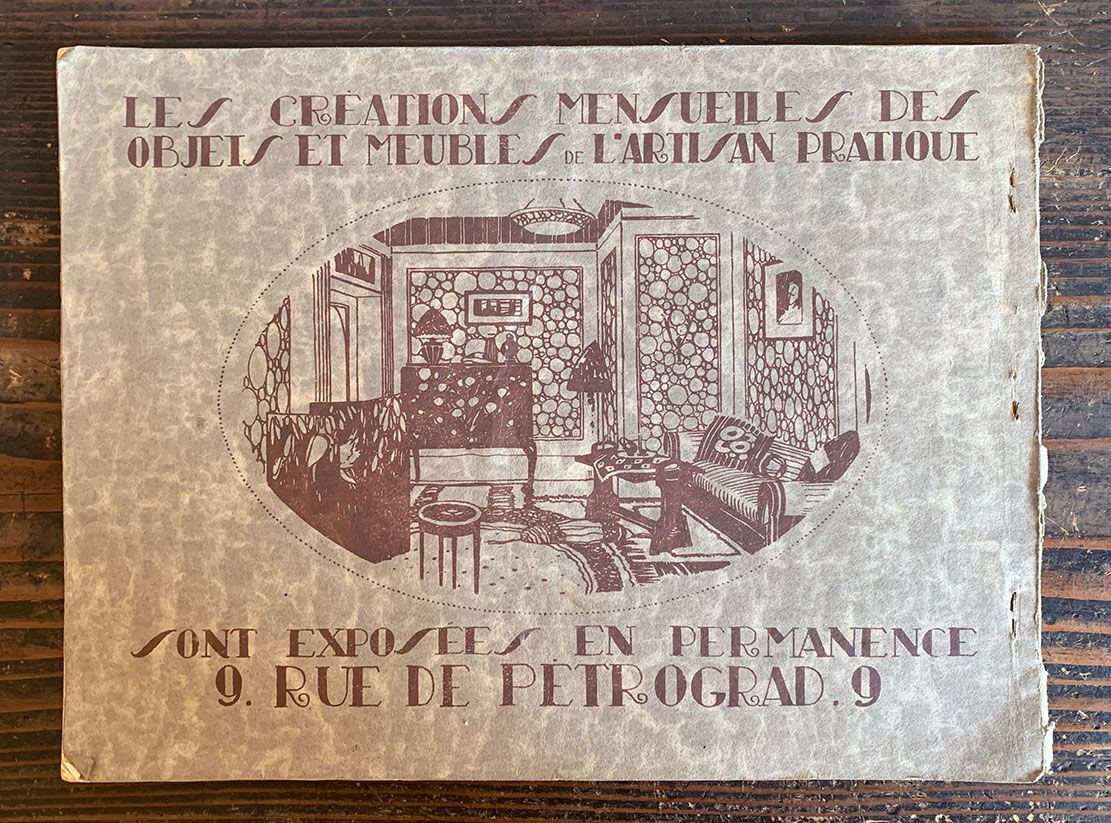 LES CRÉATIONS MENSUELLES DES
OBJETS ET MEUBLES DE L'ARTISAN PRATIQUE
SONT EXPOSÉES EN PERMANENCE
9. RUE DE PÉTROGRAD. 9